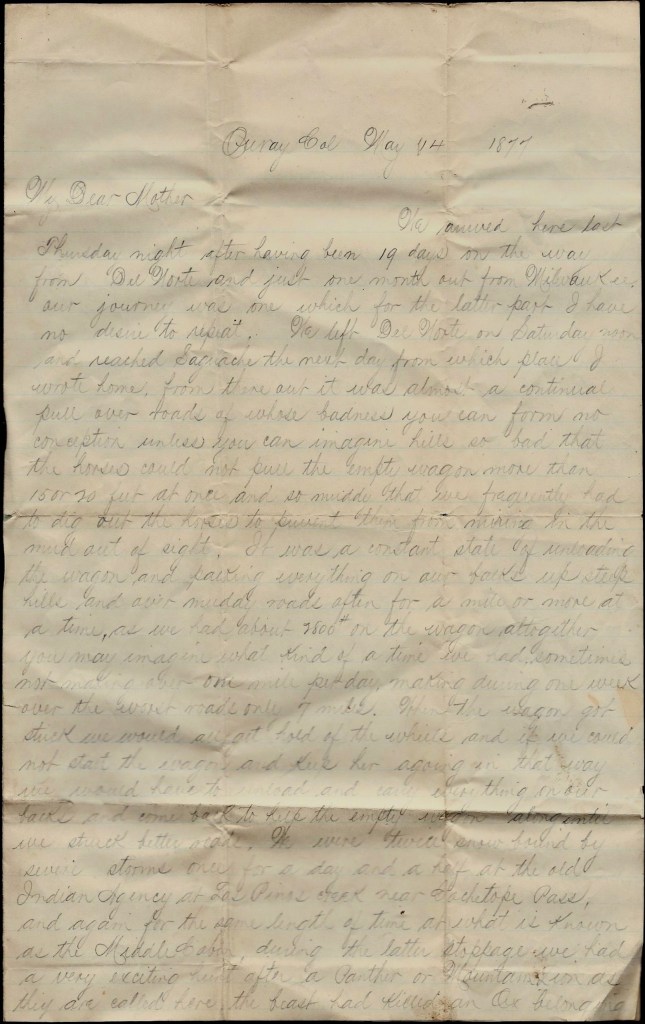 Ouray Col May 14 1877
My Dear Mother
We arrived here last
Thursday night after having been 19 days on the way
from Del Norte and just one month out from Milwaukee.
our journey was one which for the latter part I have
no desire to repeat. We left Del Norte on Saturday noon
and reached Saguache the next day from which place I
wrote home. from there out it was almost a continual
pull over roads of whose badness you can form no
conception unless you can imagine hills so bad that
the horses could not pull the empty wagon more than
15 or 20 feet at once and so muddy that we freqently had
to dig out the horses to prevent them from miring in the
mud out of sight. It was a constant state of unloading
the wagon and packing everything on our backs up steep
hills and over muddy roads often for a mile or more at
a time, as we had about 2500# on the wagon altogether
you may imagine what kind of a time we had sometimes
not making over one mile per day, making during one week
over the worst roads only 7 miles. When the wagon got
stuck we would all get hold of the wheels and if we could
not start the wagon and keep her agoing in that way
we would have to unload and carry everything on our
backs and come back to help the empty wagon along until
we struck better roads. We were twice snow bound by
severe storms once for a day and a half at the old
Indian Agency at Los Pinos creek near Cochetope Pass,
and again for the same length of time at what is known
as the Middle Cabin, during the latter stoppage we had
a very exciting hunt after a Panther or Mountain Lion as
they are called here the beast had killed an Ox belonging